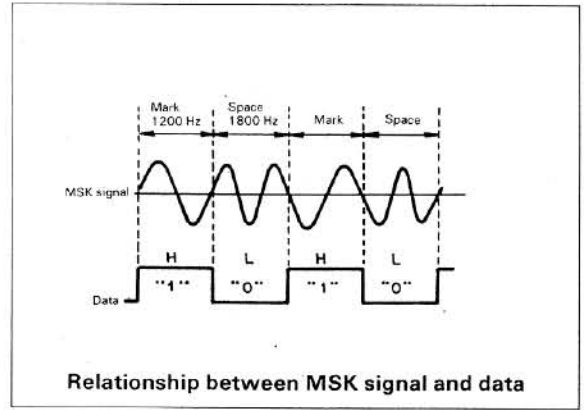 Mark
1200 Hz
Space
1800 Hz
Mark
Space
MSK signal
H
L
H
L
Data
"1"
"0"
"1"
"0"
Relationship between MSK signal and data